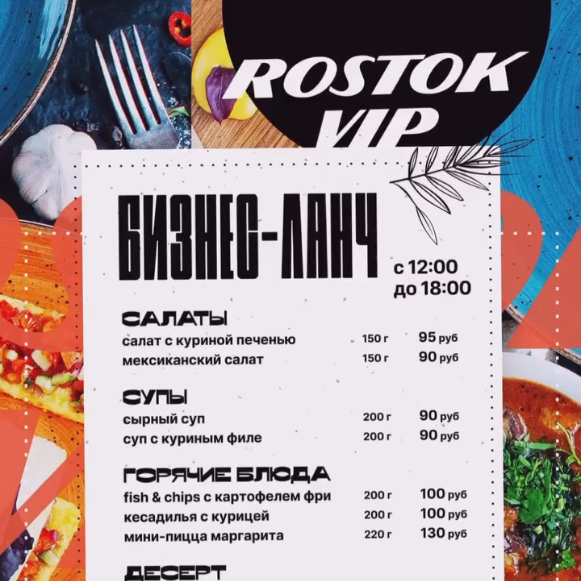 ROSTOK
VIP
БИЗНЕС-ЛАНЧ
с 12:00
до 18:00
САЛАТЫ
салат с куриной печенью 150 г 95 руб
мексиканский салат 150 г 90 руб
СУПЫ
сырный суп 200 г 90 руб
суп с куриным филе 200 г 90 руб
ГОРЯЧИЕ БЛЮДА
fish & chips с картофелем фри 200 г 100 руб
кесадилья с курицей 200 г 100 руб
мини-пицца маргарита 220 г 130 руб
ДЕСЕРТ